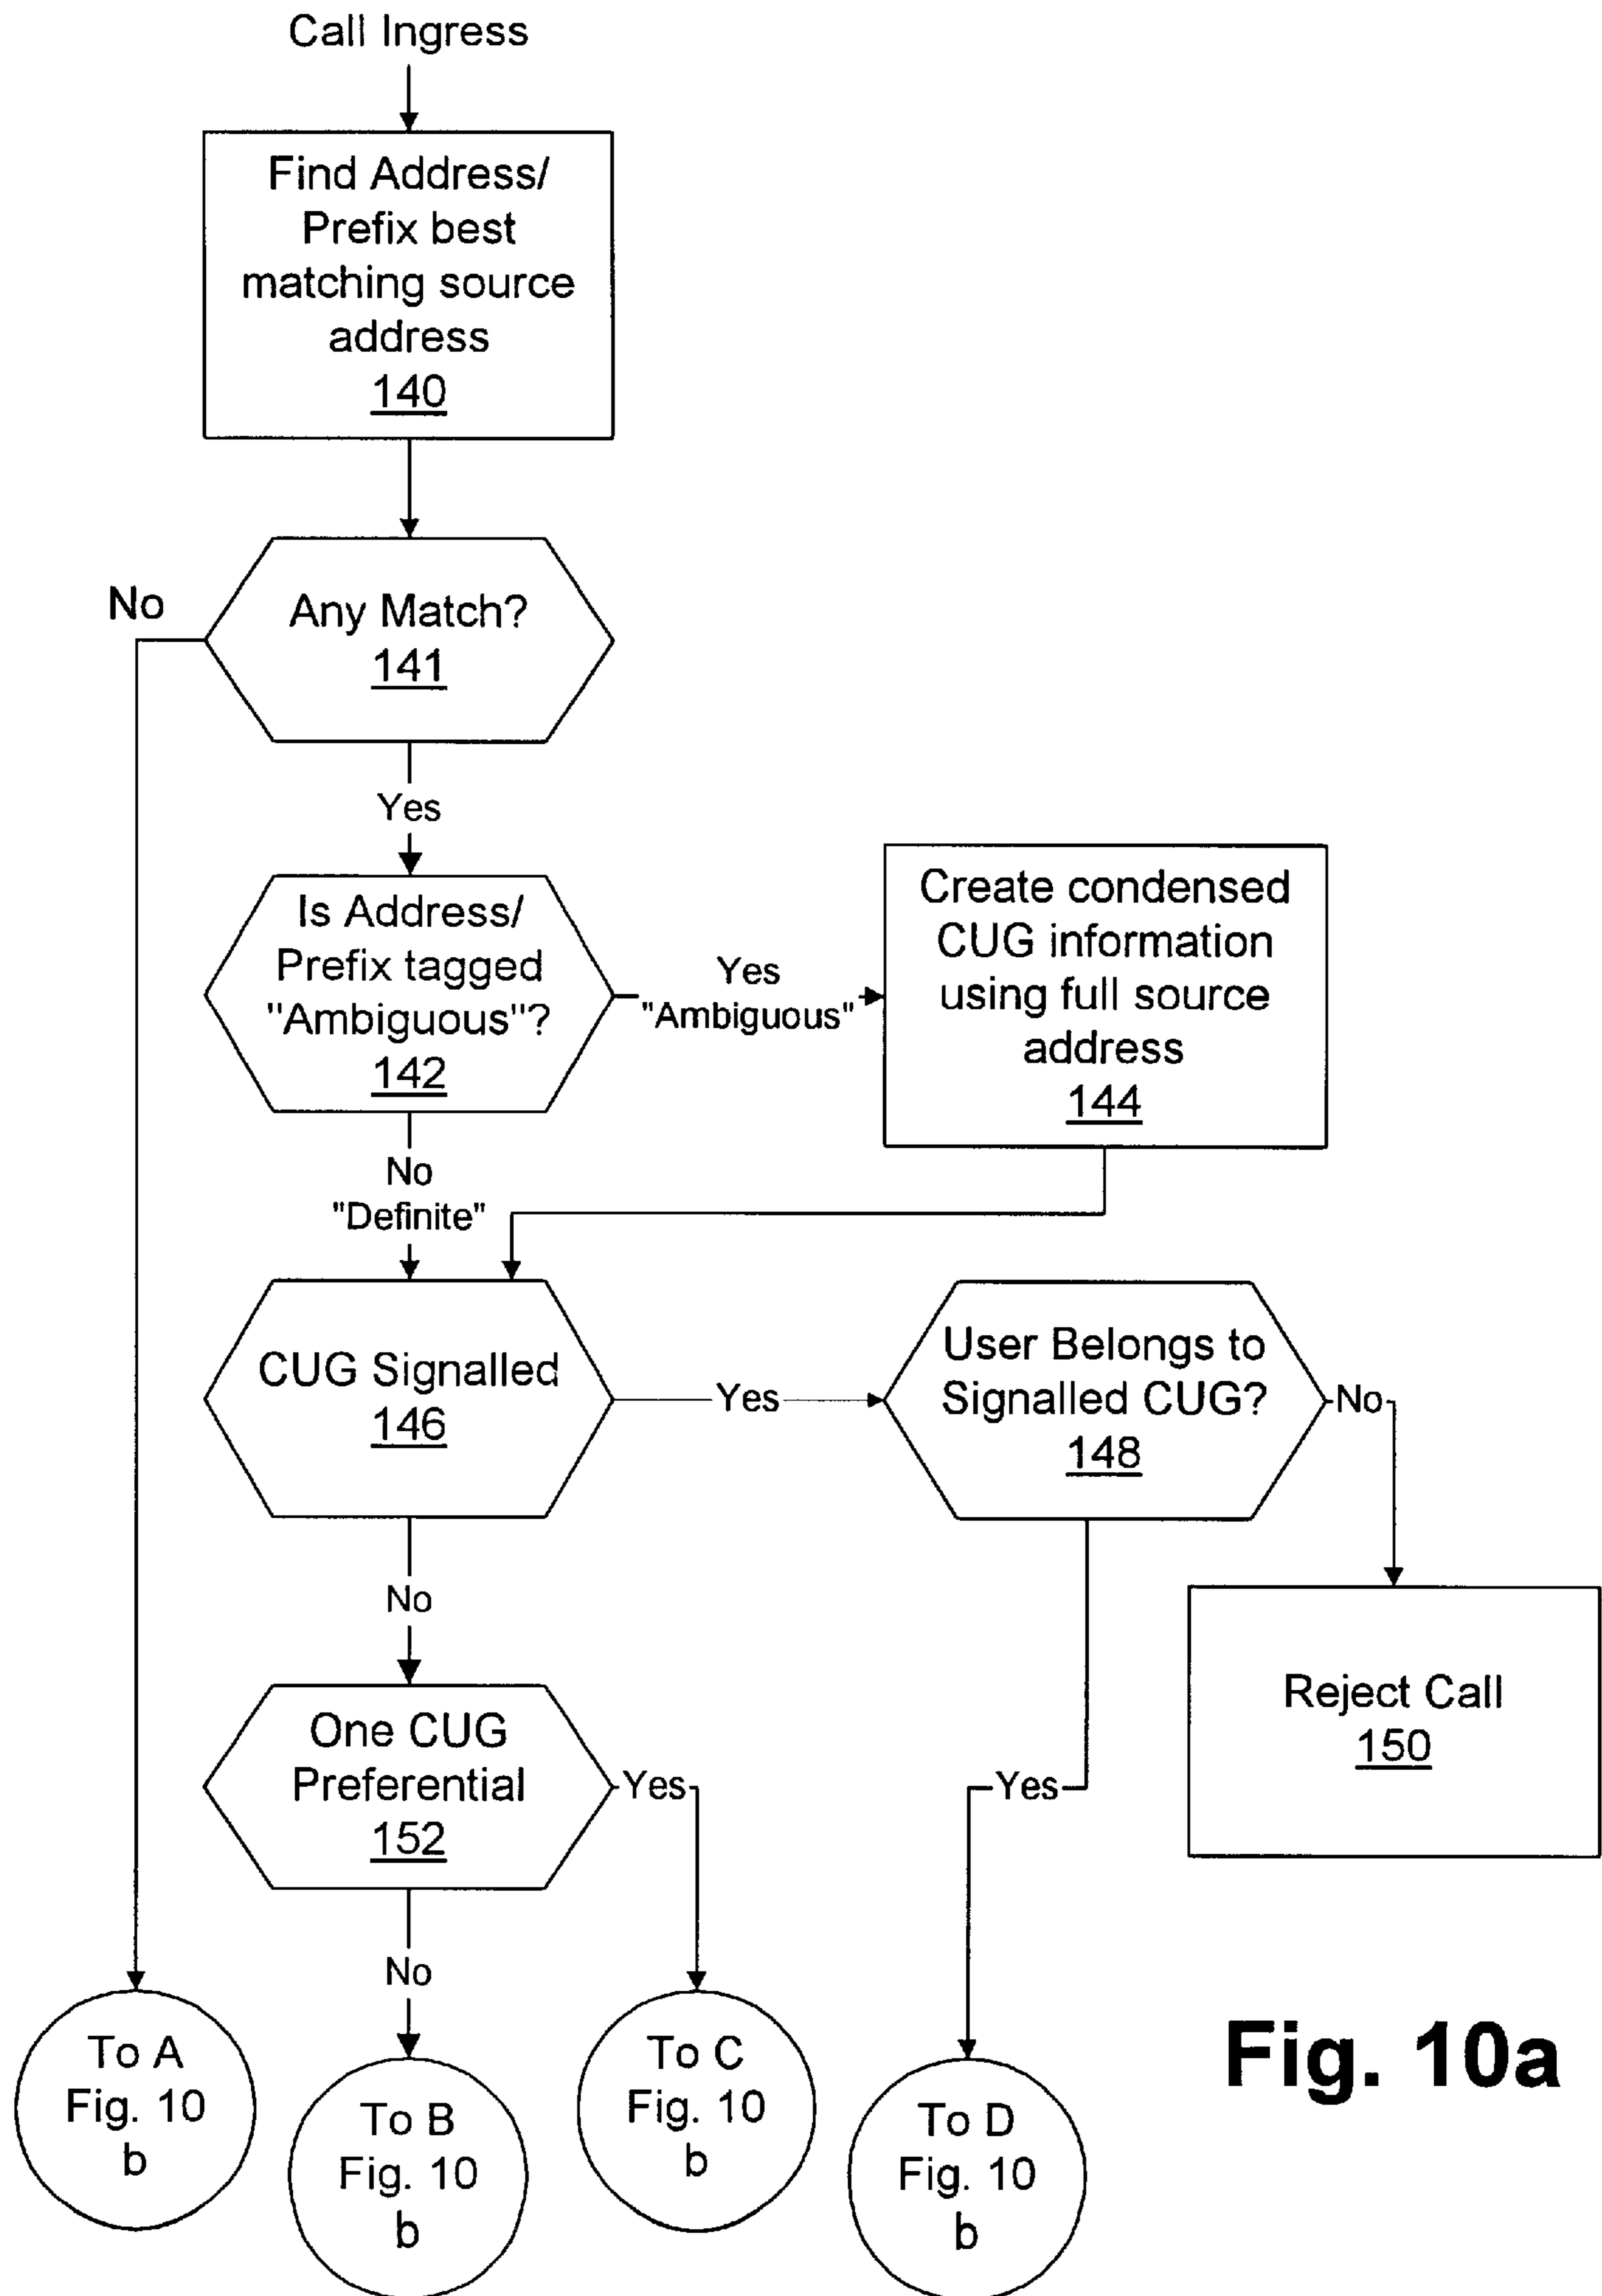 Call Ingress
Find Address/
Prefix best
matching source
address
140
No
Any Match?
141
Yes
Is Address/
Prefix tagged
"Ambiguous"?
142
Yes
"Ambiguous"
Create condensed
CUG information
using full source
address
144
No
"Definite"
CUG Signalled
146
Yes
User Belongs to
Signalled CUG?
148
No
No
Reject Call
150
One CUG
Preferential
152
Yes
Yes
No
To A
Fig. 10
b
To B
Fig. 10
b
To C
Fig. 10
b
To D
Fig. 10
b
Fig. 10a